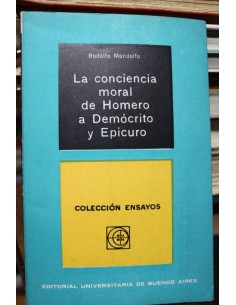 Rodolfo Mondolfo
La conciencia
moral
de Homero
a Demócrito
y Epicuro
COLECCIÓN ENSAYOS
EDITORIAL UNIVERSITARIA DE BUENOS AIRES